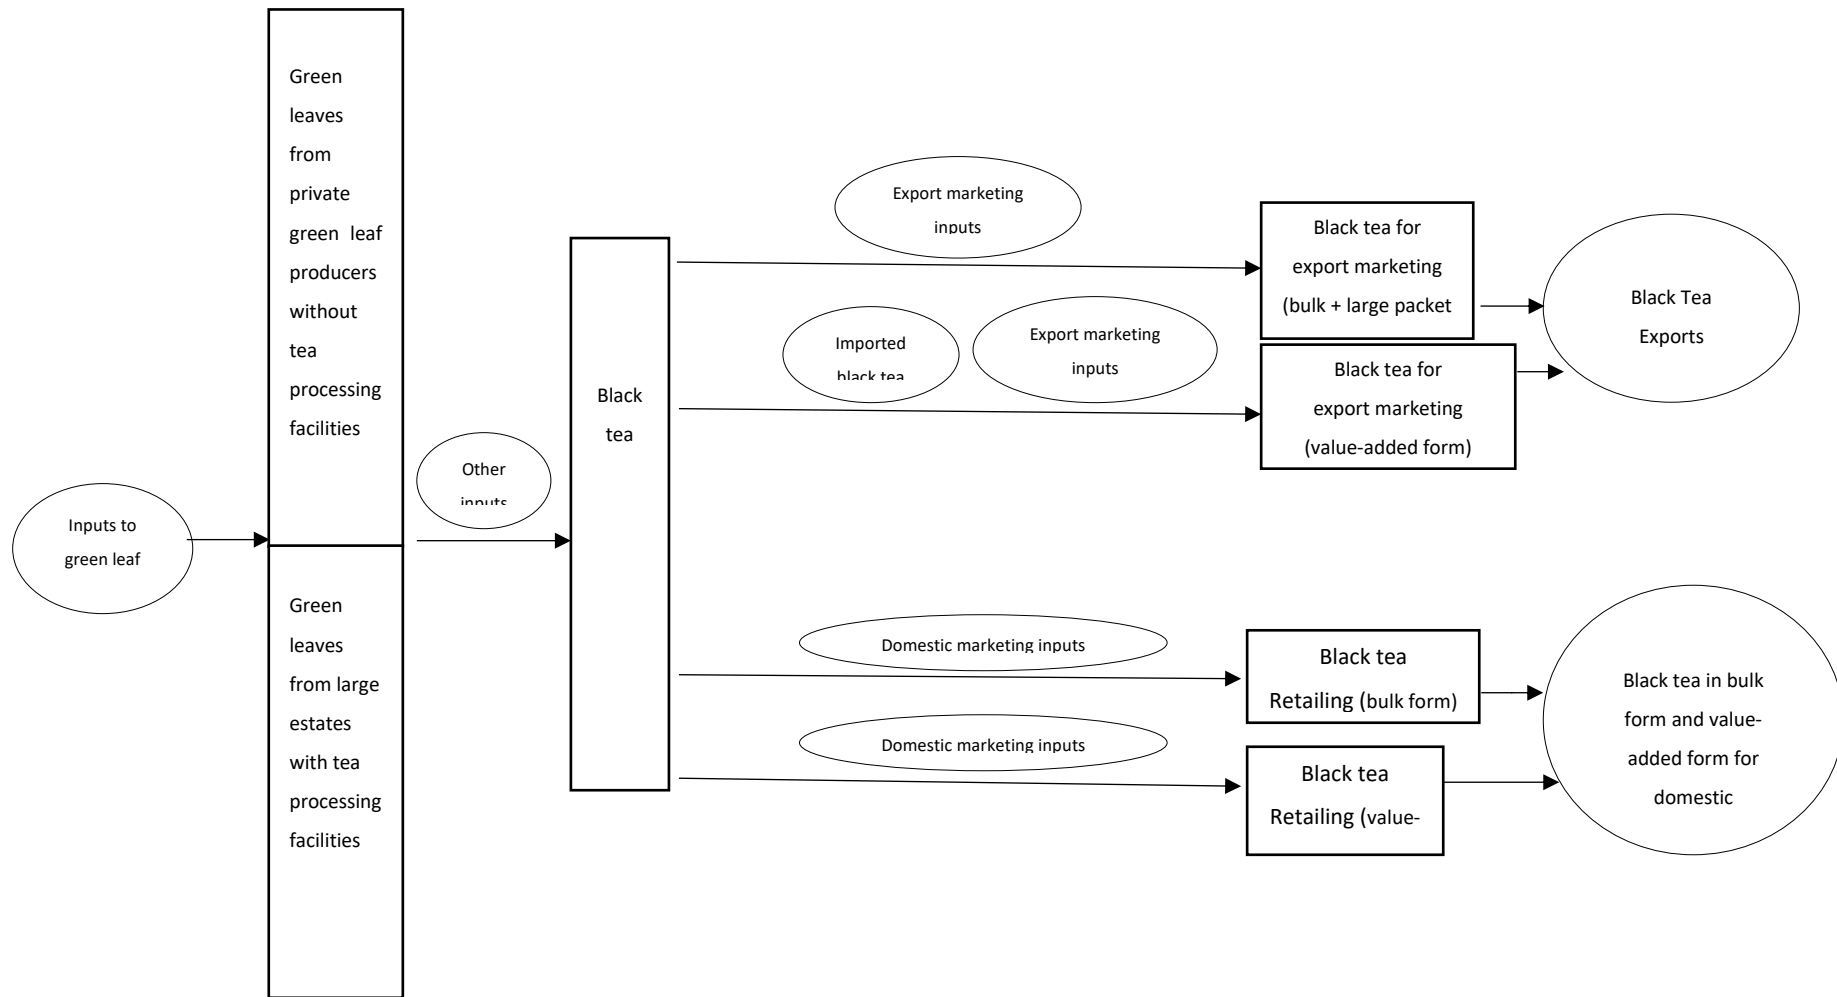 Inputs to
green leaf
Green
leaves
from
private
green leaf
producers
without
tea
processing
facilities
Green
leaves
from large
estates
with tea
processing
facilities
Other
inputs
Black
tea
Export marketing
inputs
Imported
black tea
Export marketing
inputs
Domestic marketing inputs
Domestic marketing inputs
Black tea for
export marketing
(bulk + large packet
Black tea for
export marketing
(value-added form)
Black tea
Retailing (bulk form)
Black tea
Retailing (value-
Black Tea
Exports
Black tea in bulk
form and value-
added form for
domestic